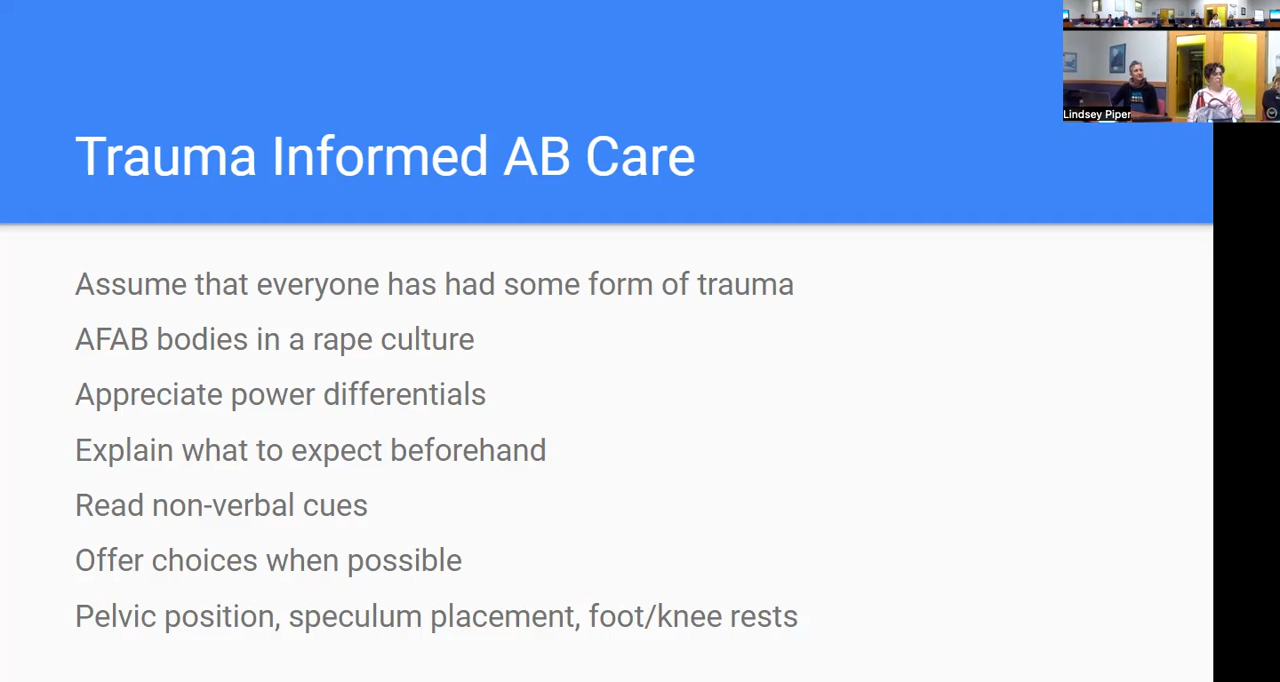 Lindsey Piper
Trauma Informed AB Care
Assume that everyone has had some form of trauma
AFAB bodies in a rape culture
Appreciate power differentials
Explain what to expect beforehand
Read non-verbal cues
Offer choices when possible
Pelvic position, speculum placement, foot/knee rests